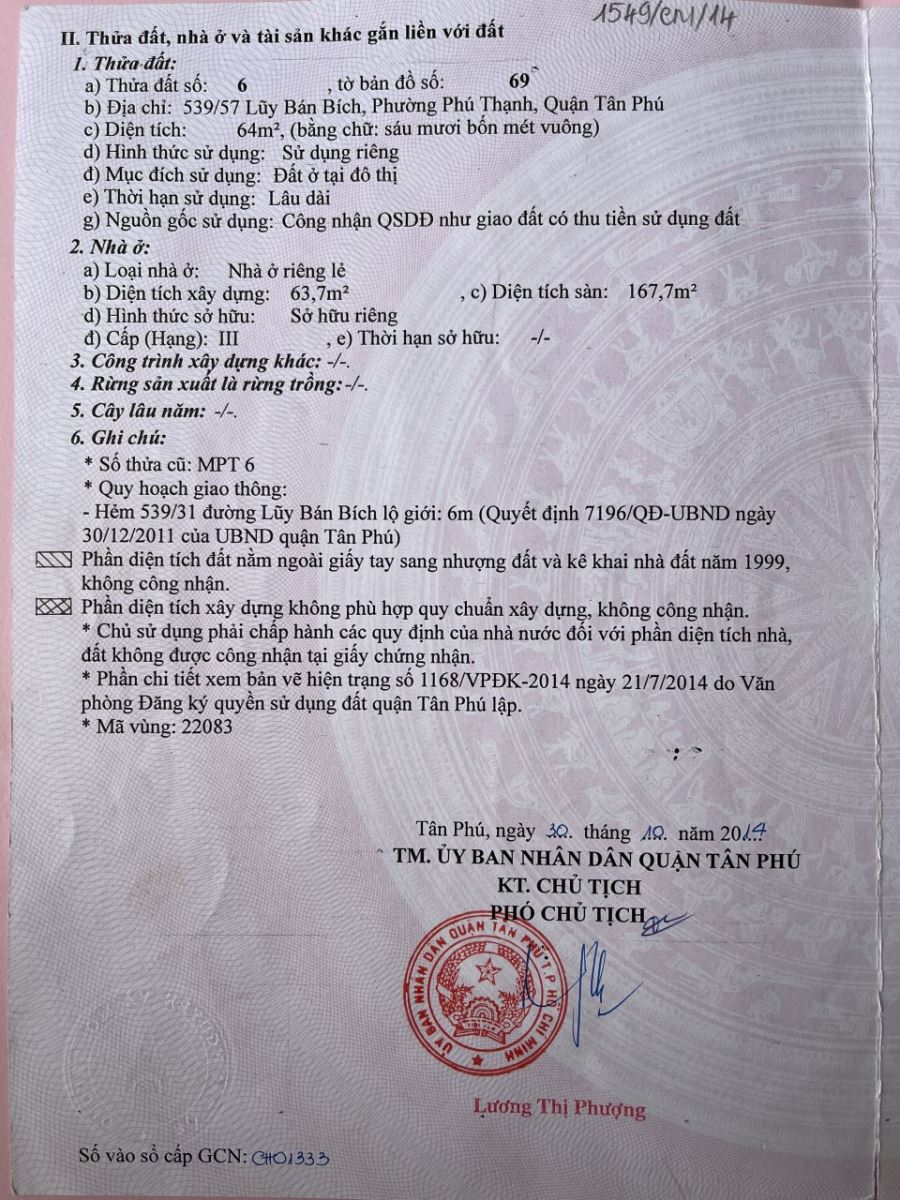 1549/CN/14
II. Thửa đất, nhà ở và tài sản khác gắn liền với đất
1. Thửa đất:
a) Thửa đất số: 6 , tờ bản đồ số: 69
b) Địa chỉ: 539/57 Lũy Bán Bích, Phường Phú Thạnh, Quận Tân Phú
c) Diện tích: 64m², (bằng chữ: sáu mươi bốn mét vuông)
d) Hình thức sử dụng: Sử dụng riêng
đ) Mục đích sử dụng: Đất ở tại đô thị
e) Thời hạn sử dụng: Lâu dài
g) Nguồn gốc sử dụng: Công nhận QSDĐ như giao đất có thu tiền sử dụng đất
2. Nhà ở:
a) Loại nhà ở: Nhà ở riêng lẻ
b) Diện tích xây dựng: 63,7m² , c) Diện tích sàn: 167,7m²
d) Hình thức sở hữu: Sở hữu riêng
đ) Cấp (Hạng): III , e) Thời hạn sở hữu: -/-
3. Công trình xây dựng khác: -/-.
4. Rừng sản xuất là rừng trồng:-/-.
5. Cây lâu năm: -/-.
6. Ghi chú:
* Số thửa cũ: MPT 6
* Quy hoạch giao thông:
- Hẻm 539/31 đường Lũy Bán Bích lộ giới: 6m (Quyết định 7196/QĐ-UBND ngày
30/12/2011 của UBND quận Tân Phú)
Phần diện tích đất nằm ngoài giấy tay sang nhượng đất và kê khai nhà đất năm 1999,
không công nhận.
Phần diện tích xây dựng không phù hợp quy chuẩn xây dựng, không công nhận.
* Chủ sử dụng phải chấp hành các quy định của nhà nước đối với phần diện tích nhà,
đất không được công nhận tại giấy chứng nhận.
* Phần chi tiết xem bản vẽ hiện trạng số 1168/VPĐK-2014 ngày 21/7/2014 do Văn
phòng Đăng ký quyền sử dụng đất quận Tân Phú lập.
* Mã vùng: 22083
Tân Phú, ngày 30. tháng 10. năm 2014
TM. ỦY BAN NHÂN DÂN QUẬN TÂN PHÚ
KT. CHỦ TỊCH
PHÓ CHỦ TỊCH
ỦY BAN NHÂN DÂN QUẬN TÂN PHÚ T.P HỒ CHÍ MINH
Lương Thị Phượng
Số vào sổ cấp GCN: CH01333